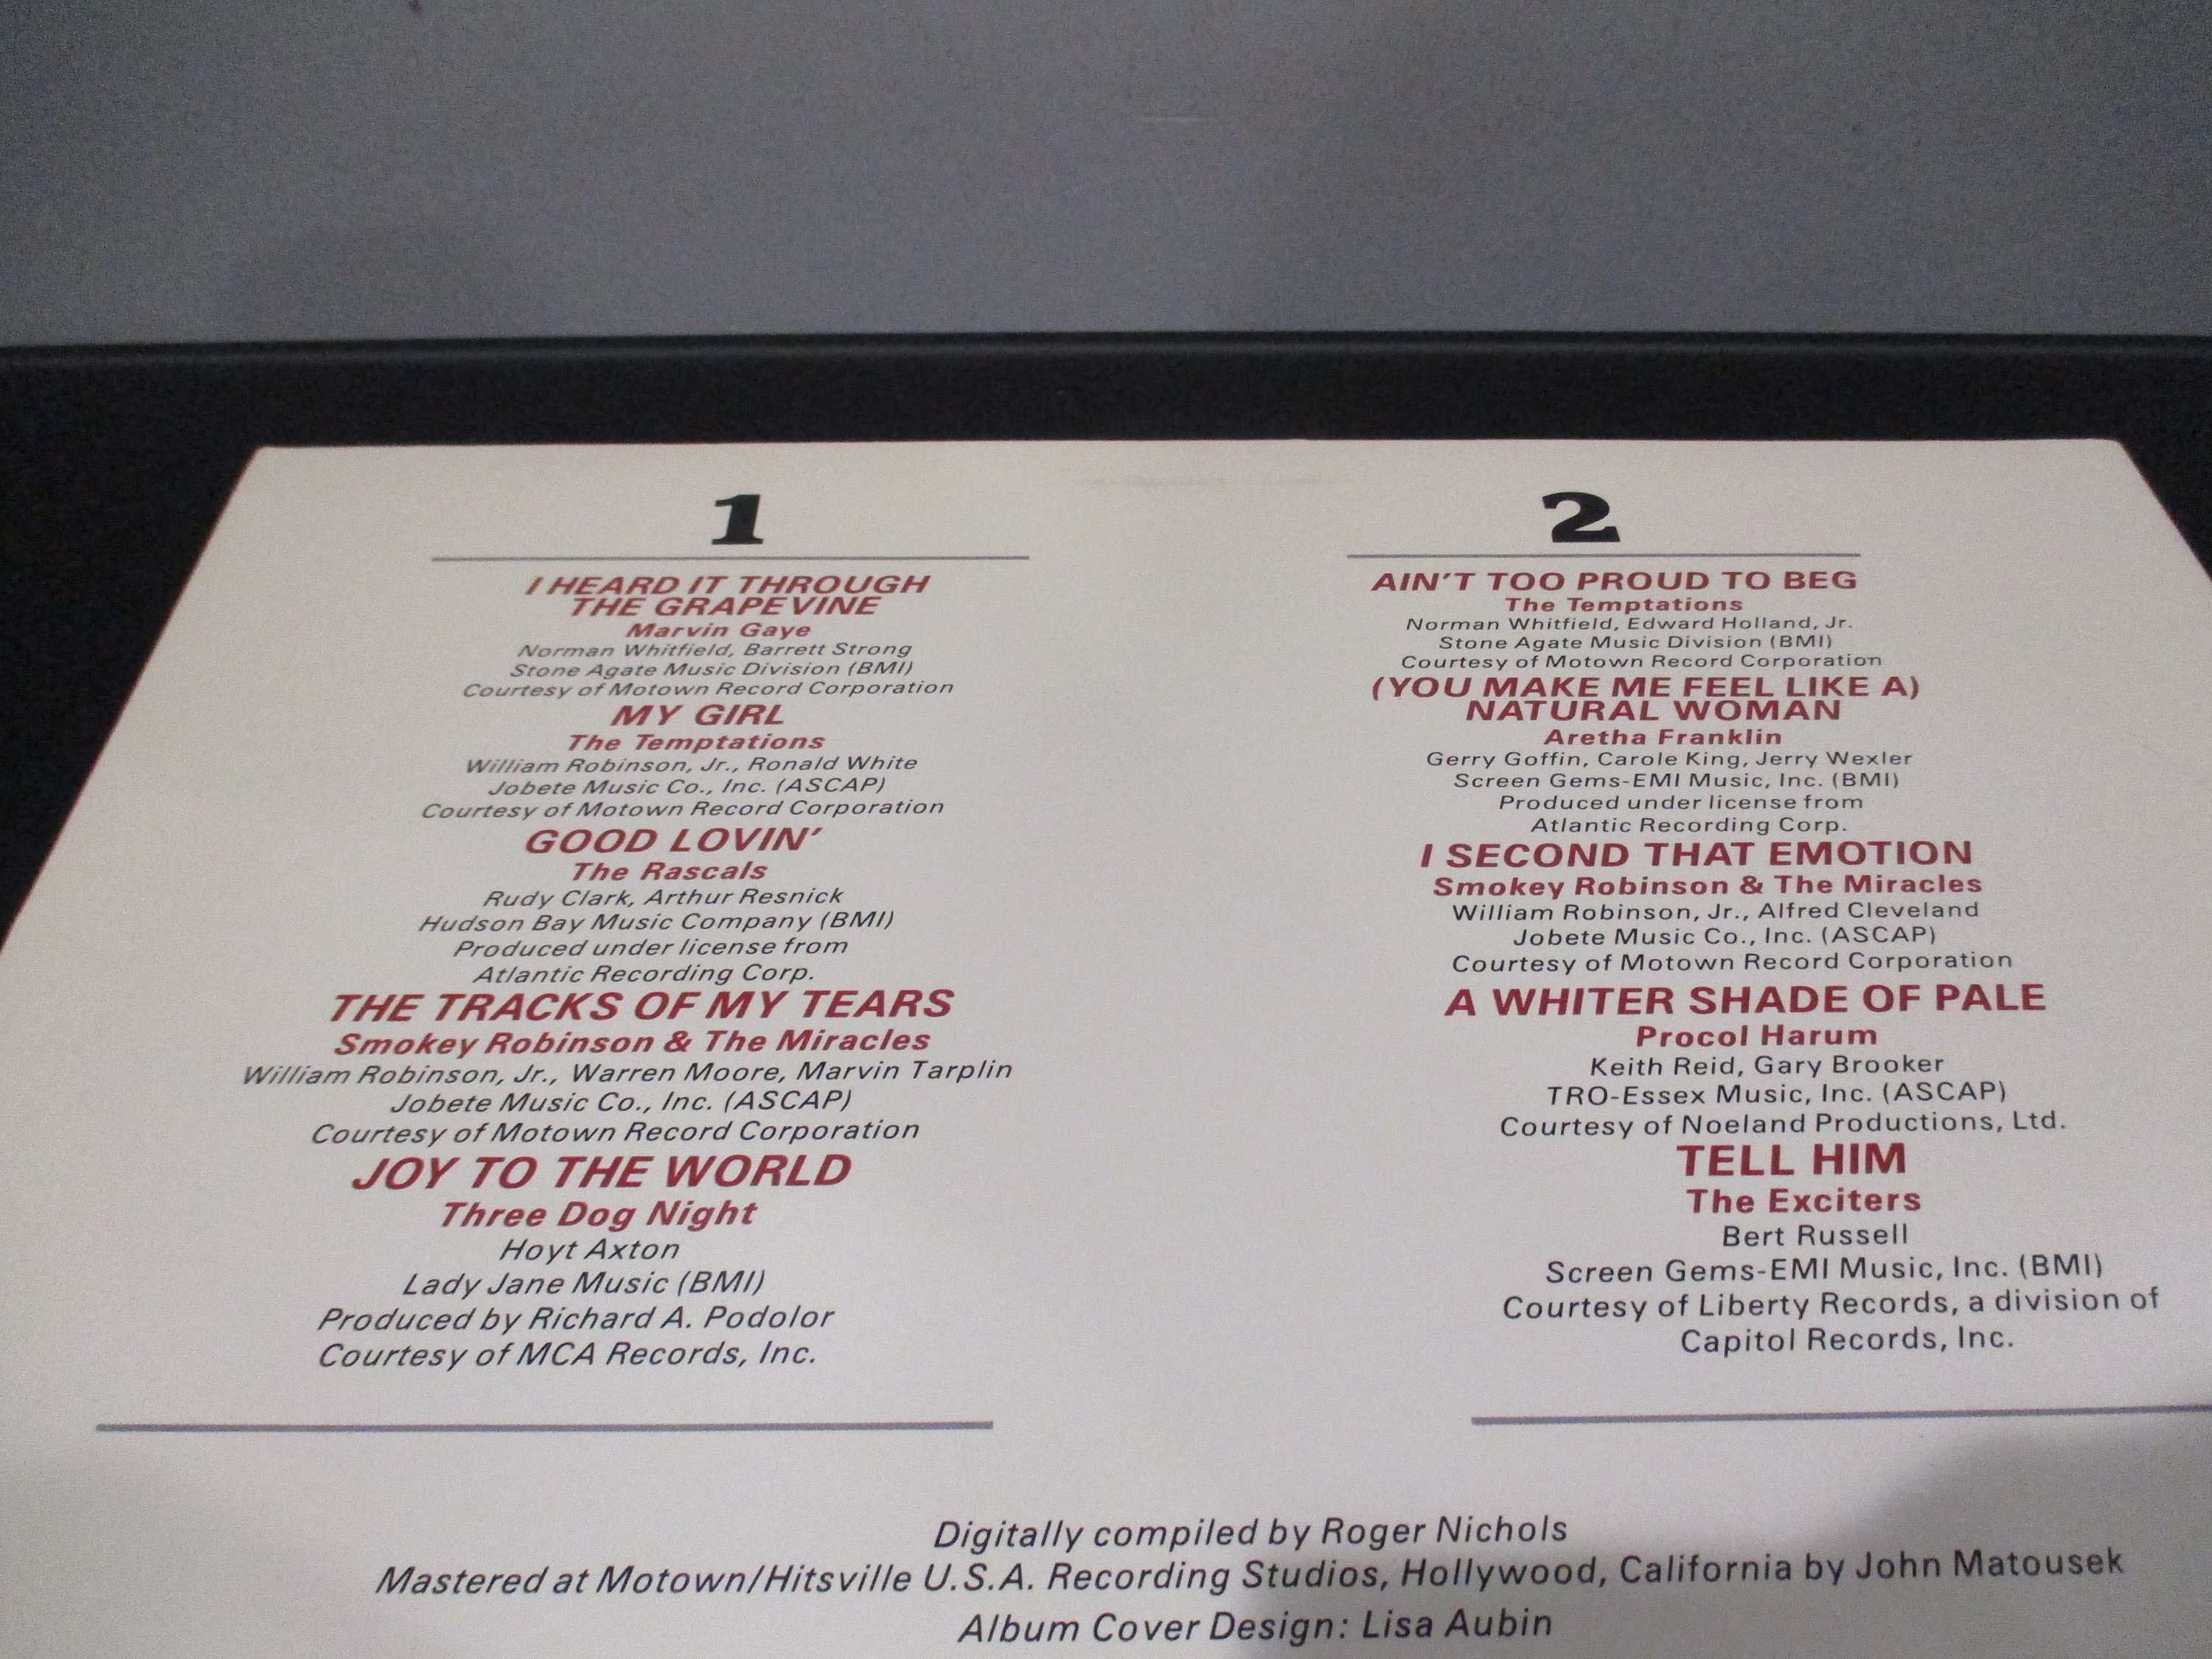 1
I HEARD IT THROUGH
THE GRAPEVINE
Marvin Gaye
Norman Whitfield, Barrett Strong
Stone Agate Music Division (BMI)
Courtesy of Motown Record Corporation
MY GIRL
The Temptations
William Robinson, Jr., Ronald White
Jobete Music Co., Inc. (ASCAP)
Courtesy of Motown Record Corporation
GOOD LOVIN'
The Rascals
Rudy Clark, Arthur Resnick
Hudson Bay Music Company (BMI)
Produced under license from
Atlantic Recording Corp.
THE TRACKS OF MY TEARS
Smokey Robinson & The Miracles
William Robinson, Jr., Warren Moore, Marvin Tarplin
Jobete Music Co., Inc. (ASCAP)
Courtesy of Motown Record Corporation
JOY TO THE WORLD
Three Dog Night
Hoyt Axton
Lady Jane Music (BMI)
Produced by Richard A. Podolor
Courtesy of MCA Records, Inc.
2
AIN'T TOO PROUD TO BEG
The Temptations
Norman Whitfield, Edward Holland, Jr.
Stone Agate Music Division (BMI)
Courtesy of Motown Record Corporation
(YOU MAKE ME FEEL LIKE A)
NATURAL WOMAN
Aretha Franklin
Gerry Goffin, Carole King, Jerry Wexler
Screen Gems-EMI Music, Inc. (BMI)
Produced under license from
Atlantic Recording Corp.
I SECOND THAT EMOTION
Smokey Robinson & The Miracles
William Robinson, Jr., Alfred Cleveland
Jobete Music Co., Inc. (ASCAP)
Courtesy of Motown Record Corporation
A WHITER SHADE OF PALE
Procol Harum
Keith Reid, Gary Brooker
TRO-Essex Music, Inc. (ASCAP)
Courtesy of Noeland Productions, Ltd.
TELL HIM
The Exciters
Bert Russell
Screen Gems-EMI Music, Inc. (BMI)
Courtesy of Liberty Records, a division of
Capitol Records, Inc.
Digitally compiled by Roger Nichols
Mastered at Motown/Hitsville U.S.A. Recording Studios, Hollywood, California by John Matousek
Album Cover Design: Lisa Aubin